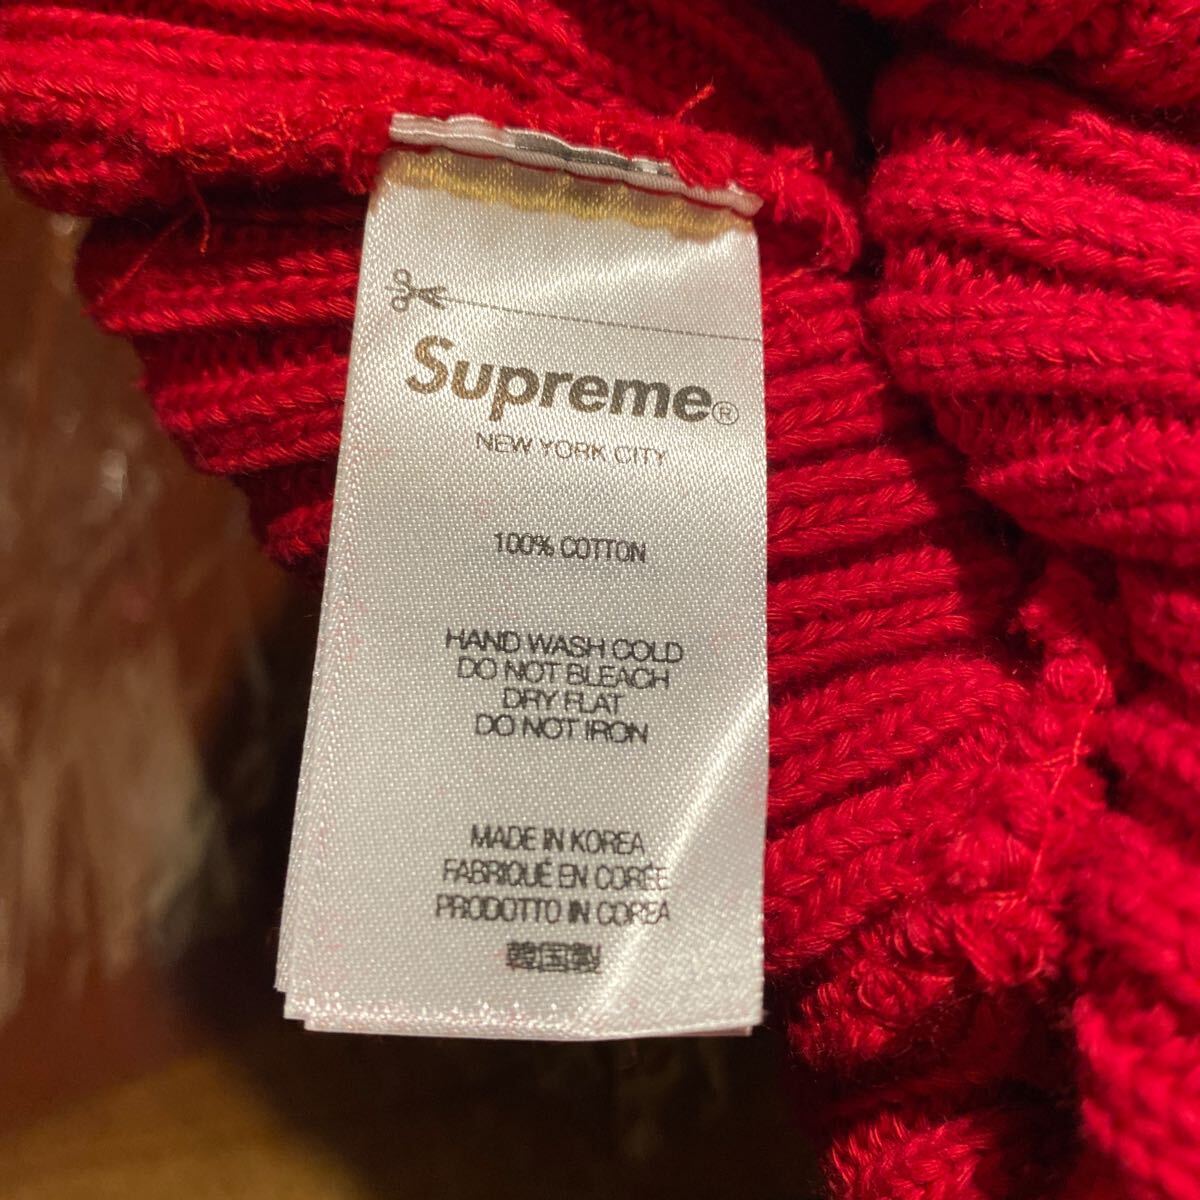 Supreme®
NEW YORK CITY
100% COTTON
HAND WASH COLD
DO NOT BLEACH
DRY FLAT
DO NOT IRON
MADE IN KOREA
FABRIQUÉ EN CORÉE
PRODOTTO IN COREA
韓国製